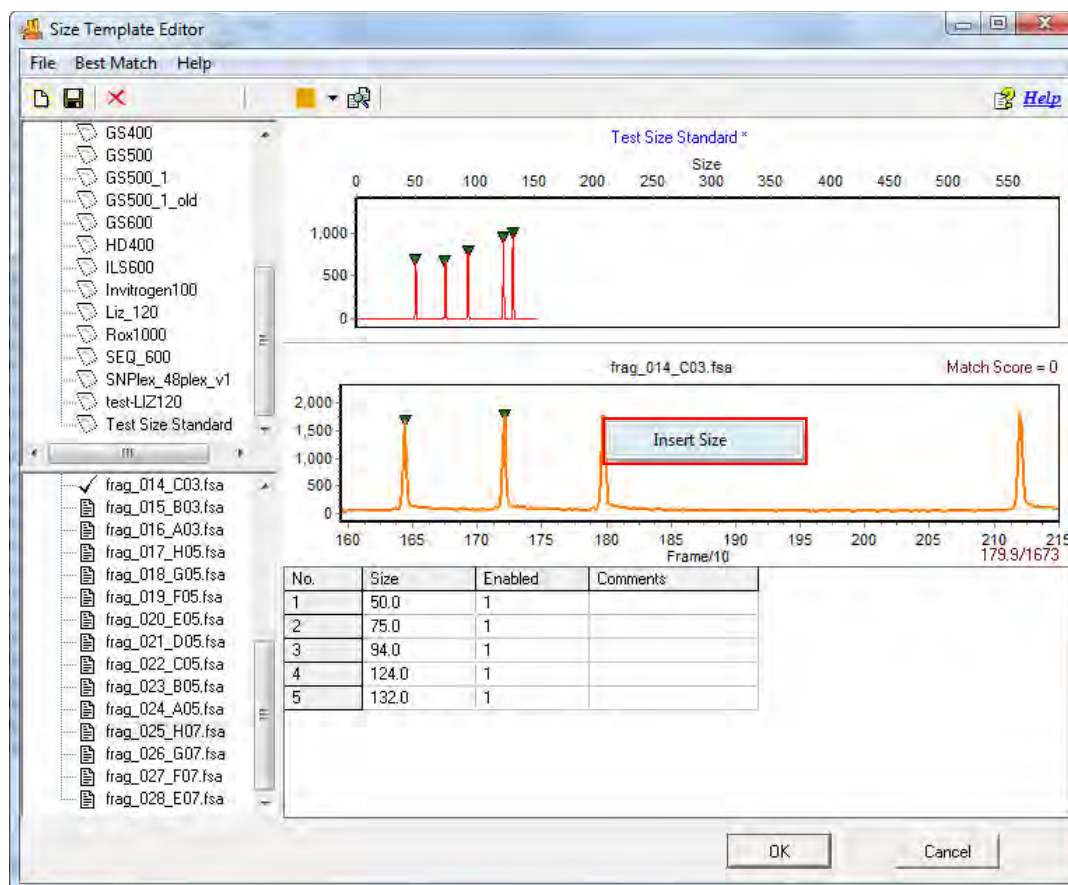 Size Template Editor
File Best Match Help
Help
GS400
GS500
GS500_1
GS500_1_old
GS600
HD400
ILS600
Invitrogen100
Liz_120
Rox1000
SEQ_600
SNPlex_48plex_v1
test-LIZ120
Test Size Standard
frag_014_C03.fsa
frag_015_B03.fsa
frag_016_A03.fsa
frag_017_H05.fsa
frag_018_G05.fsa
frag_019_F05.fsa
frag_020_E05.fsa
frag_021_D05.fsa
frag_022_C05.fsa
frag_023_B05.fsa
frag_024_A05.fsa
frag_025_H07.fsa
frag_026_G07.fsa
frag_027_F07.fsa
frag_028_E07.fsa
Test Size Standard *
Size
0 50 100 150 200 250 300 350 400 450 500 550
1,000
500
0
frag_014_C03.fsa Match Score = 0
2,000
1,500
1,000
500
0
Insert Size
160 165 170 175 180 185 190 195 200 205 210 215
Frame/10 179.9/1673
No. Size Enabled Comments
1 50.0 1
2 75.0 1
3 94.0 1
4 124.0 1
5 132.0 1
OK Cancel